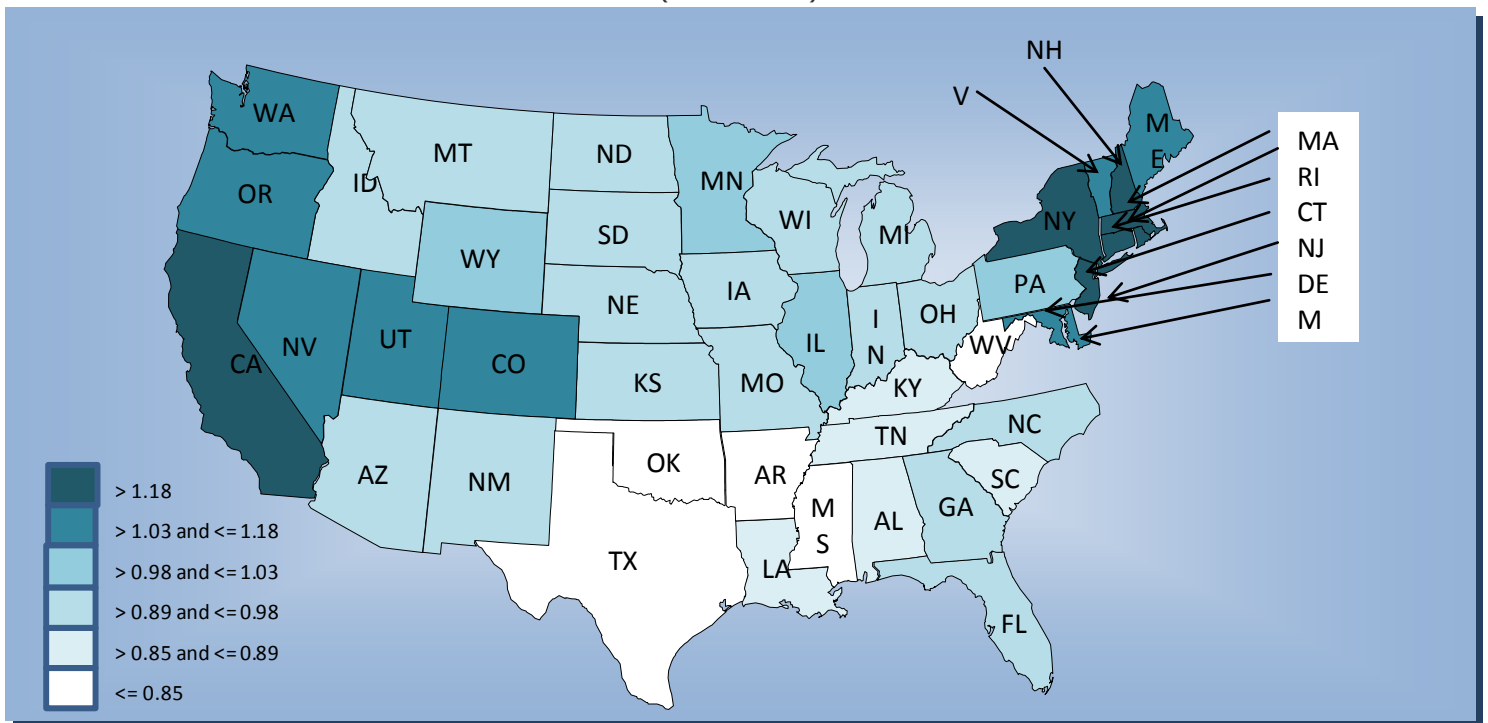 NH
V
M
E
WA
MT
ND
MN
OR
ID
WI
MI
NY
SD
WY
PA
NE
IA
OH
I
N
IL
NV
UT
CO
CA
WV
KS
MO
KY
NC
TN
AZ
NM
OK
AR
SC
GA
M
S
AL
TX
LA
FL
MA
RI
CT
NJ
DE
M
> 1.18
> 1.03 and <= 1.18
> 0.98 and <= 1.03
> 0.89 and <= 0.98
> 0.85 and <= 0.89
<= 0.85